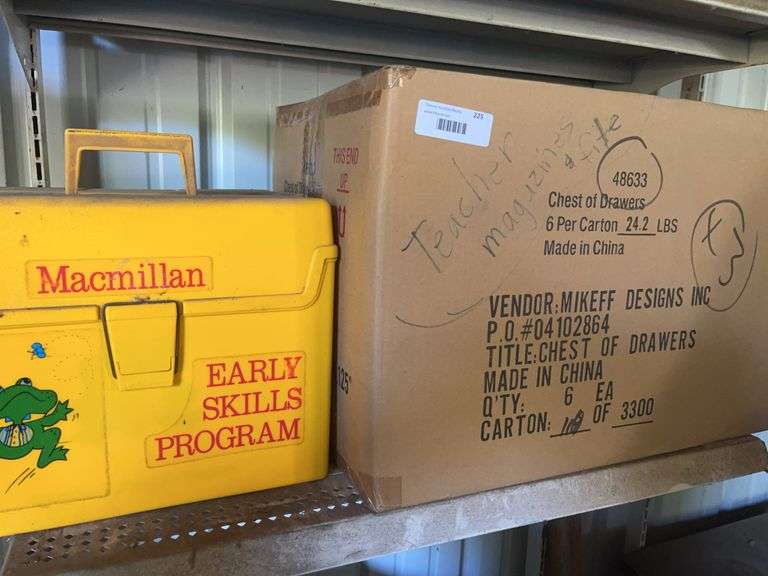 Macmillan
EARLY
SKILLS
PROGRAM
THIS END
UP
225
Teacher
magazines
& file
48633
Chest of Drawers
6 Per Carton 24.2 LBS
Made in China
VENDOR:MIKEFF DESIGNS INC
P.O.#04102864
TITLE:CHEST OF DRAWERS
MADE IN CHINA
Q'TY: 6 EA
CARTON: OF 3300